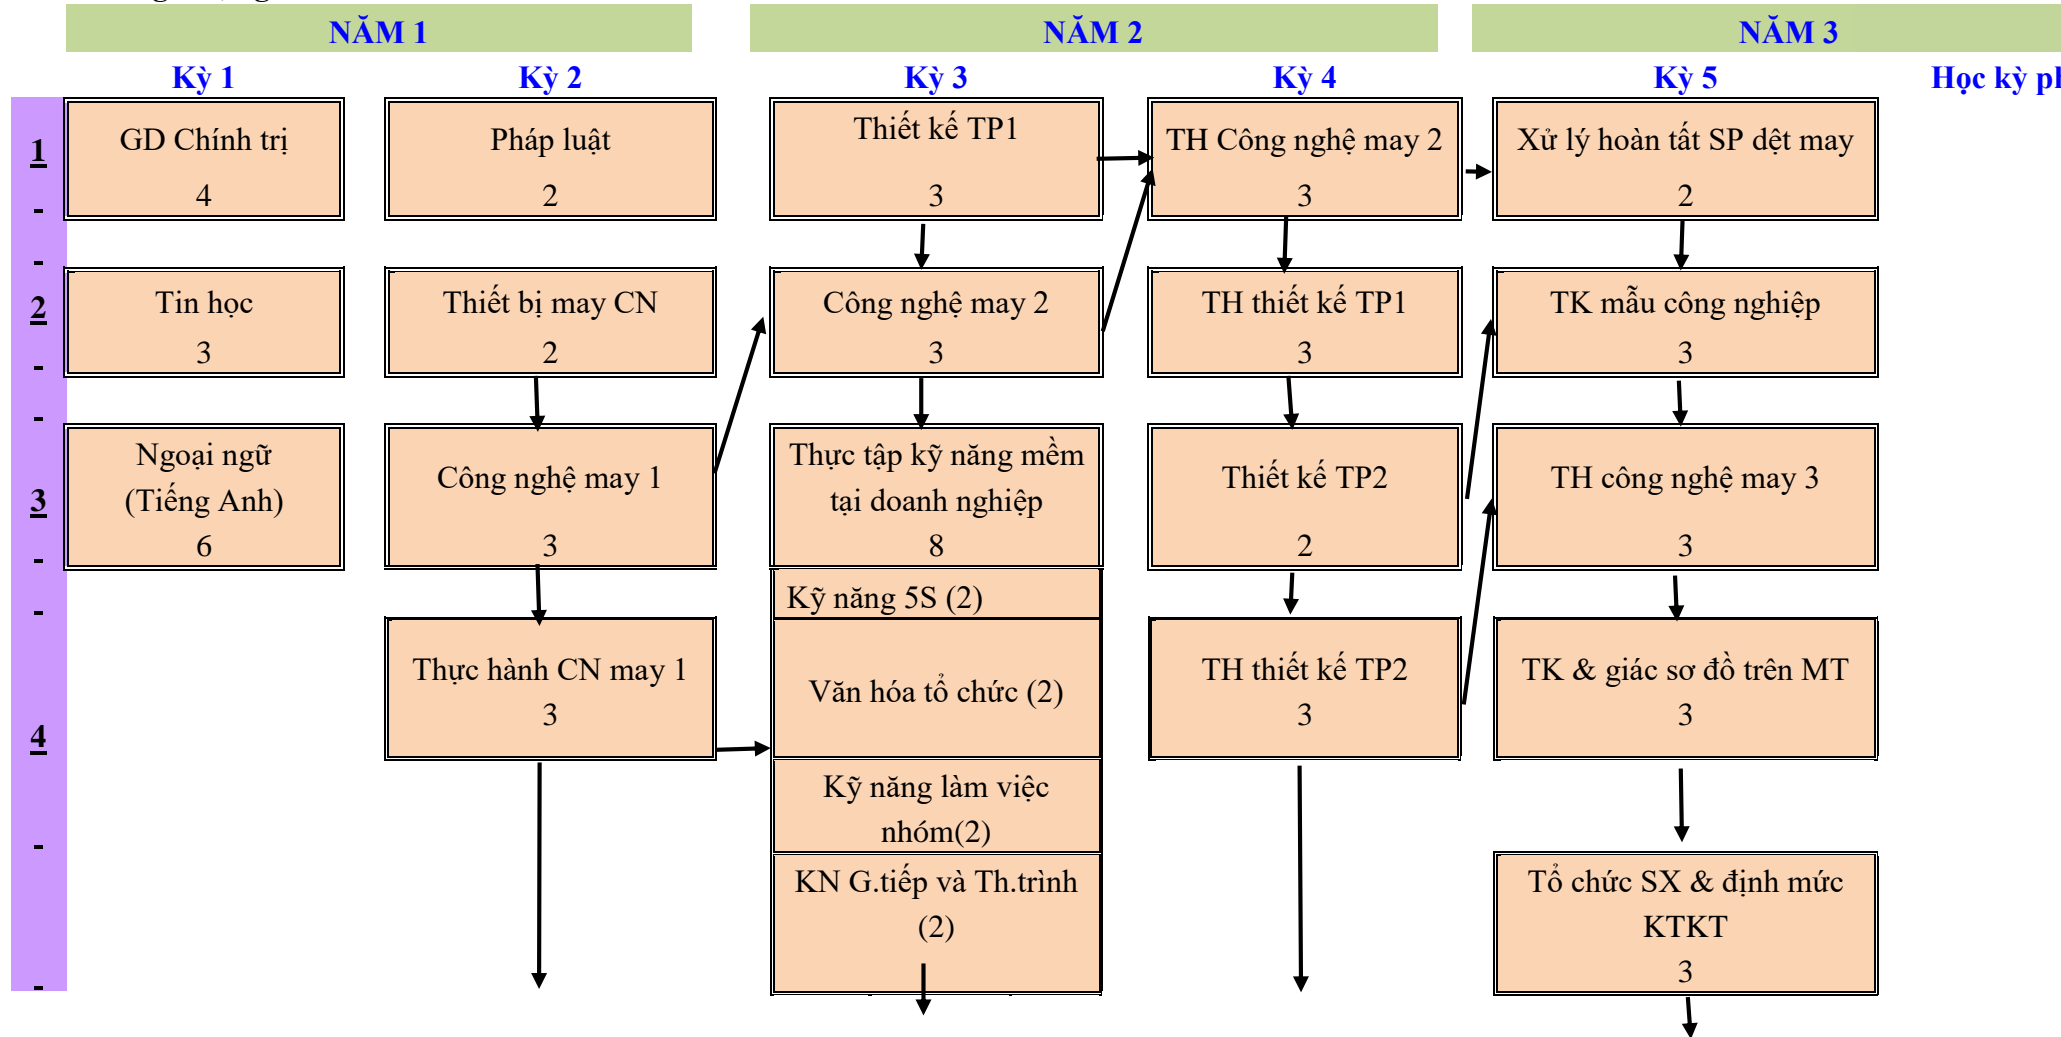 NĂM 1
NĂM 2
NĂM 3
Kỳ 1
Kỳ 2
Kỳ 3
Kỳ 4
Kỳ 5
Học kỳ
1
GD Chính trị
4
Pháp luật
2
Thiết kế TP1
3
TH Công nghệ may 2
3
Xử lý hoàn tất SP dệt may
2
-
-
2
Tin học
3
Thiết bị may CN
2
Công nghệ may 2
3
TH thiết kế TP1
3
TK mẫu công nghiệp
3
-
-
3
Ngoại ngữ
(Tiếng Anh)
6
Công nghệ may 1
3
Thực tập kỹ năng mềm
tại doanh nghiệp
8
Thiết kế TP2
2
TH công nghệ may 3
3
-
-
Kỹ năng 5S (2)
4
Thực hành CN may 1
3
Văn hóa tổ chức (2)
TH thiết kế TP2
3
TK & giác sơ đồ trên MT
3
Kỹ năng làm việc
nhóm(2)
-
KN G.tiếp và Th.trình
(2)
Tổ chức SX & định mức
KTKT
3
-